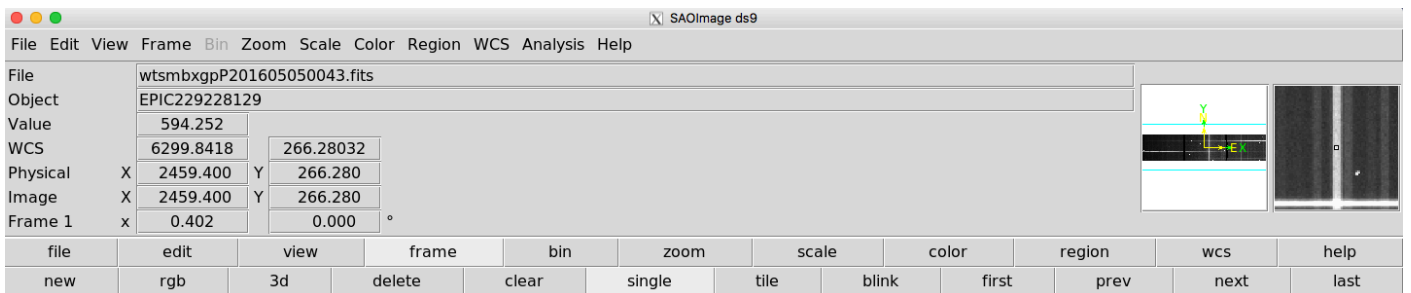 SAOImage ds9
File Edit View Frame Bin Zoom Scale Color Region WCS Analysis Help
File wtsmbxgpP201605050043.fits
Object EPIC229228129
Value 594.252
WCS 6299.8418 266.28032
Physical X 2459.400 Y 266.280
Image X 2459.400 Y 266.280
Frame 1 x 0.402 0.000 °
Y
N
E X
file edit view frame bin zoom scale color region wcs help
new rgb 3d delete clear single tile blink first prev next last